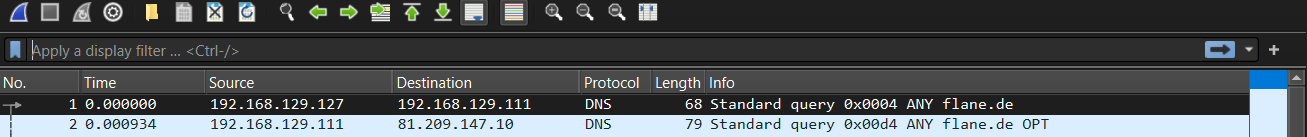 Apply a display filter ... <Ctrl-/>
No. Time Source Destination Protocol Length Info
1 0.000000 192.168.129.127 192.168.129.111 DNS 68 Standard query 0x0004 ANY flane.de
2 0.000934 192.168.129.111 81.209.147.10 DNS 79 Standard query 0x00d4 ANY flane.de OPT